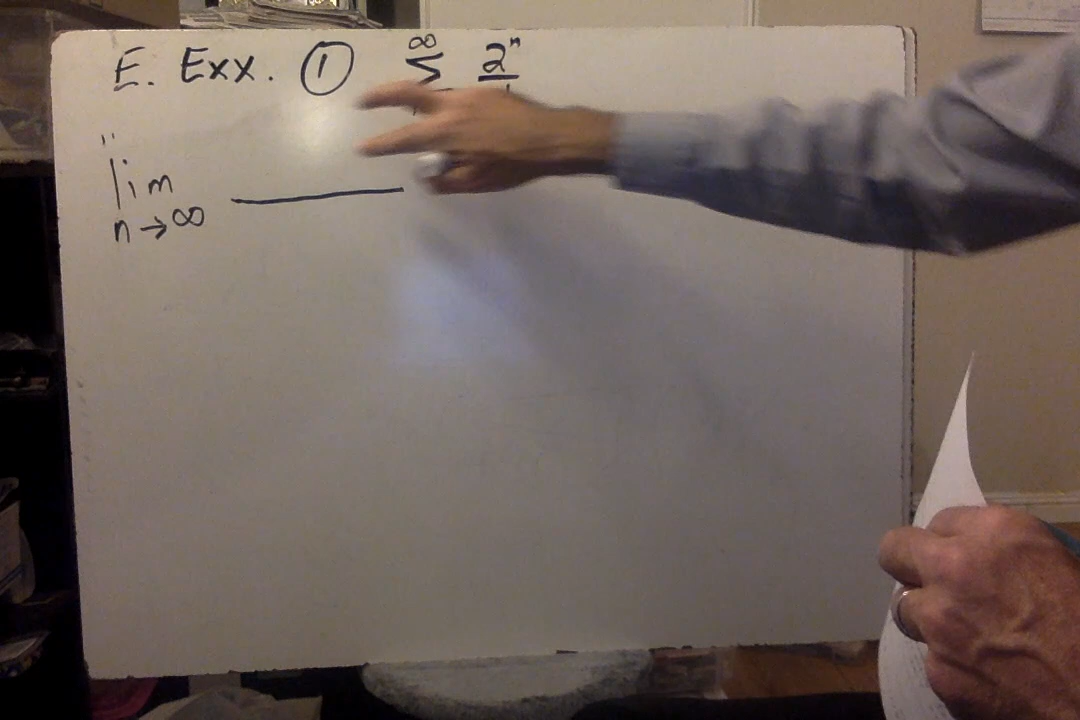 E. Exx. ① ∞ Σ 2ⁿ
"
lim
n→∞